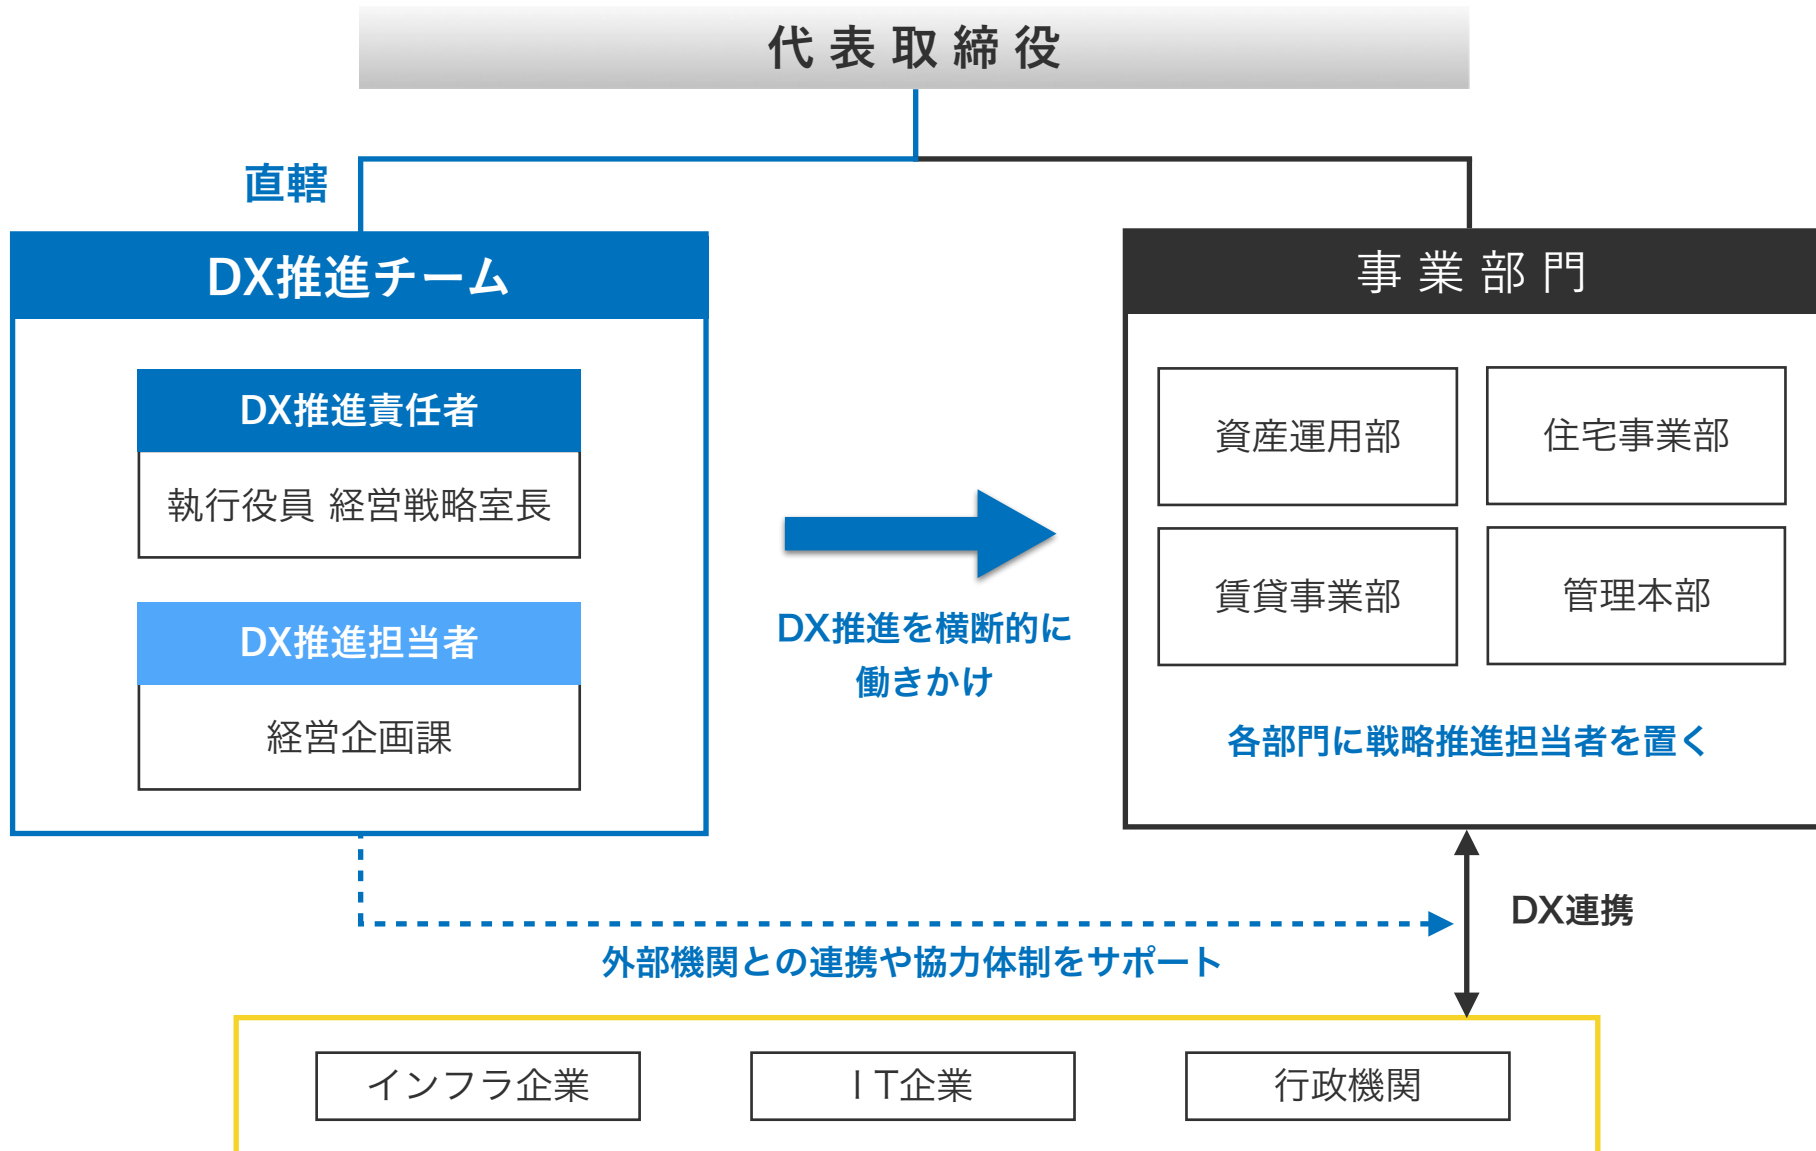 代表取締役
直轄
DX推進チーム
DX推進責任者
執行役員 経営戦略室長
DX推進担当者
経営企画課
DX推進を横断的に
働きかけ
事業部門
資産運用部
住宅事業部
賃貸事業部
管理本部
各部門に戦略推進担当者を置く
DX連携
外部機関との連携や協力体制をサポート
インフラ企業
IT企業
行政機関